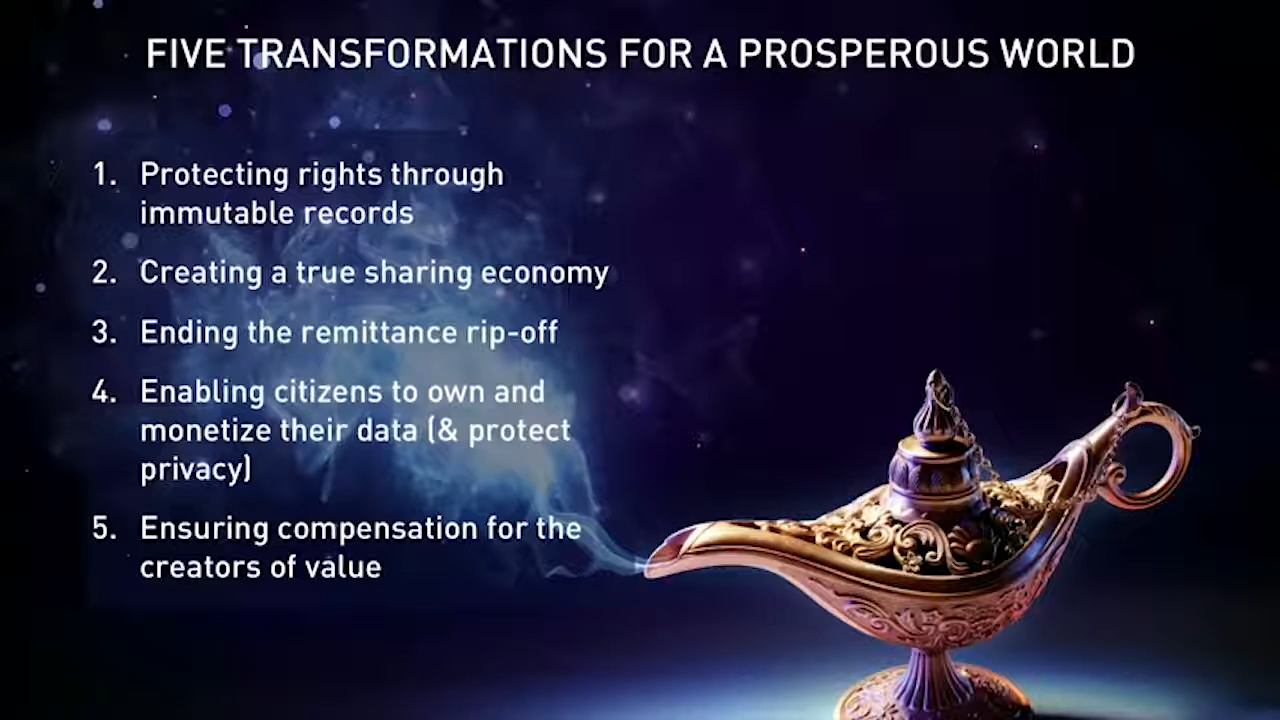 FIVE TRANSFORMATIONS FOR A PROSPEROUS WORLD
1. Protecting rights through
immutable records
2. Creating a true sharing economy
3. Ending the remittance rip-off
4. Enabling citizens to own and
monetize their data (& protect
privacy)
5. Ensuring compensation for the
creators of value